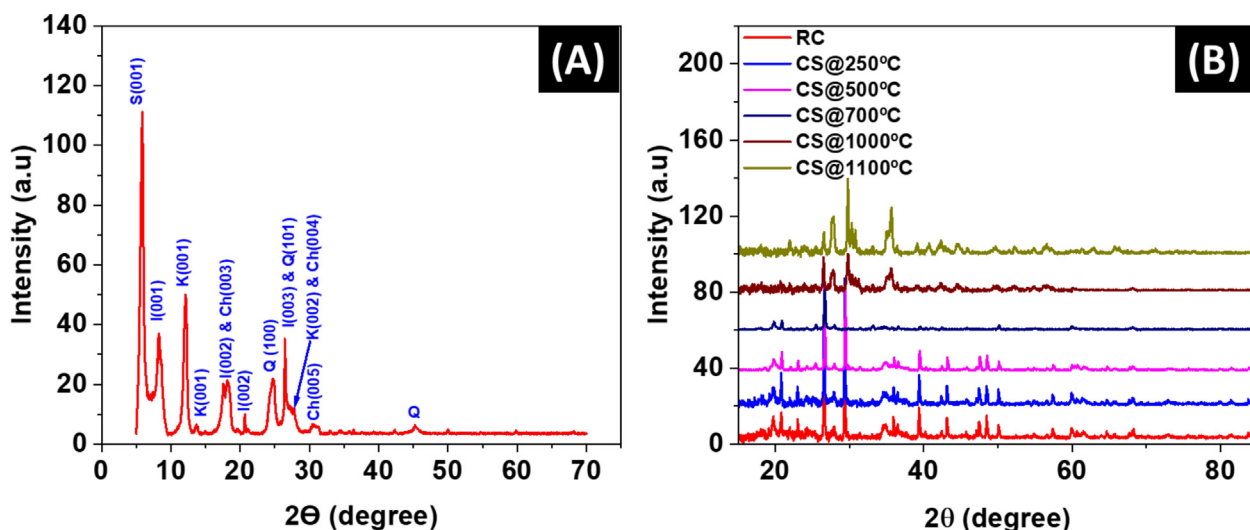 (A)
Intensity (a.u)
140
120
100
80
60
40
20
0
S(001)
I(001)
K(001)
K(001)
I(002) & Ch(003)
I(002)
Q (100)
I(003) & Q(101)
K(002) & Ch(004)
Ch(005)
Q
0 10 20 30 40 50 60 70
2Θ (degree)
(B)
Intensity (a.u)
200
160
120
80
40
0
RC
CS@250ºC
CS@500ºC
CS@700ºC
CS@1000ºC
CS@1100ºC
20 40 60 80
2θ (degree)